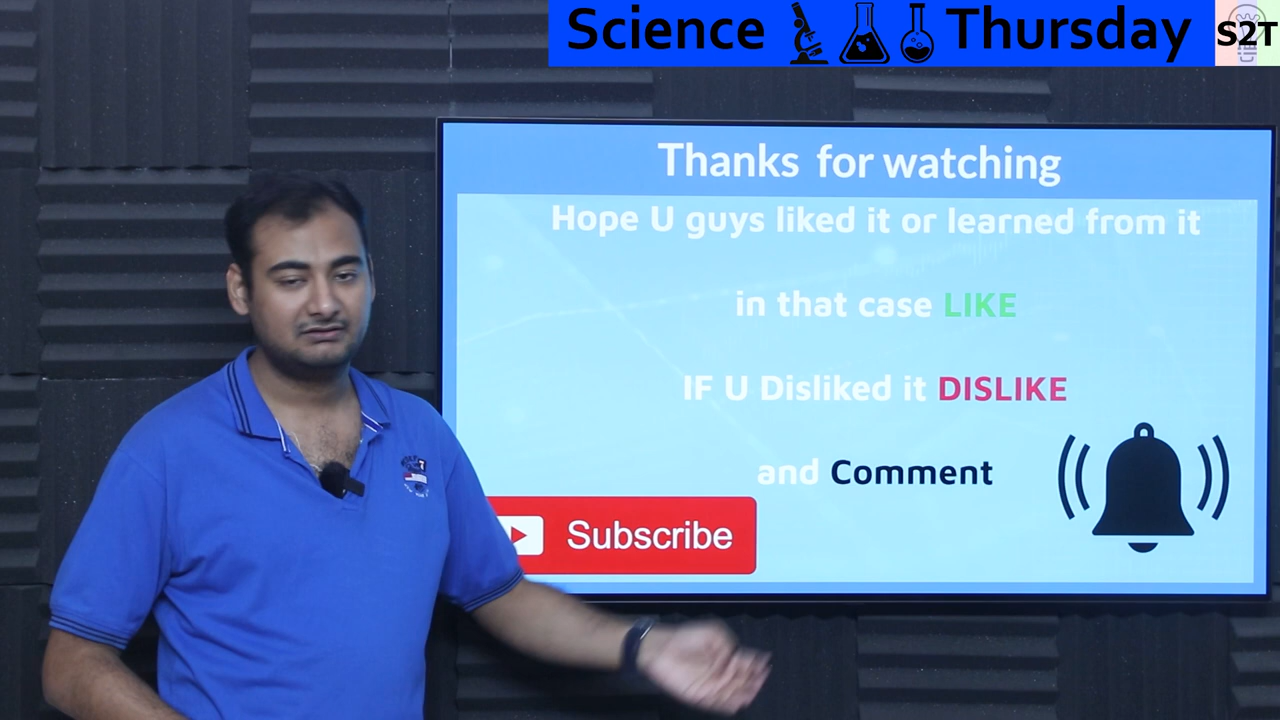 Science Thursday
S2T
Thanks for watching
Hope U guys liked it or learned from it
in that case LIKE
IF U Disliked it DISLIKE
and Comment
Subscribe